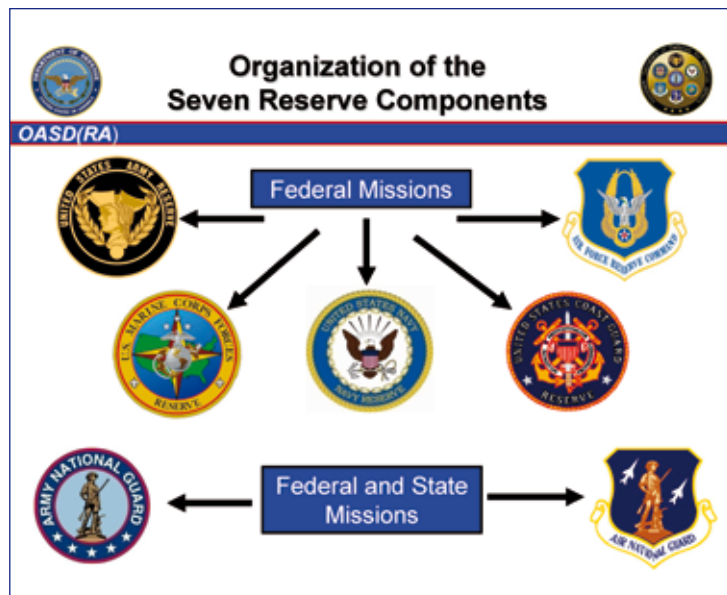 Organization of the
Seven Reserve Components
OASD(RA)
Federal Missions
UNITED STATES ARMY RESERVE
AIR FORCE RESERVE COMMAND
U.S. MARINE CORPS FORCES
RESERVE
UNITED STATES NAVY
NAVY RESERVE
UNITED STATES COAST GUARD
RESERVE
ARMY NATIONAL GUARD
Federal and State
Missions
AIR NATIONAL GUARD